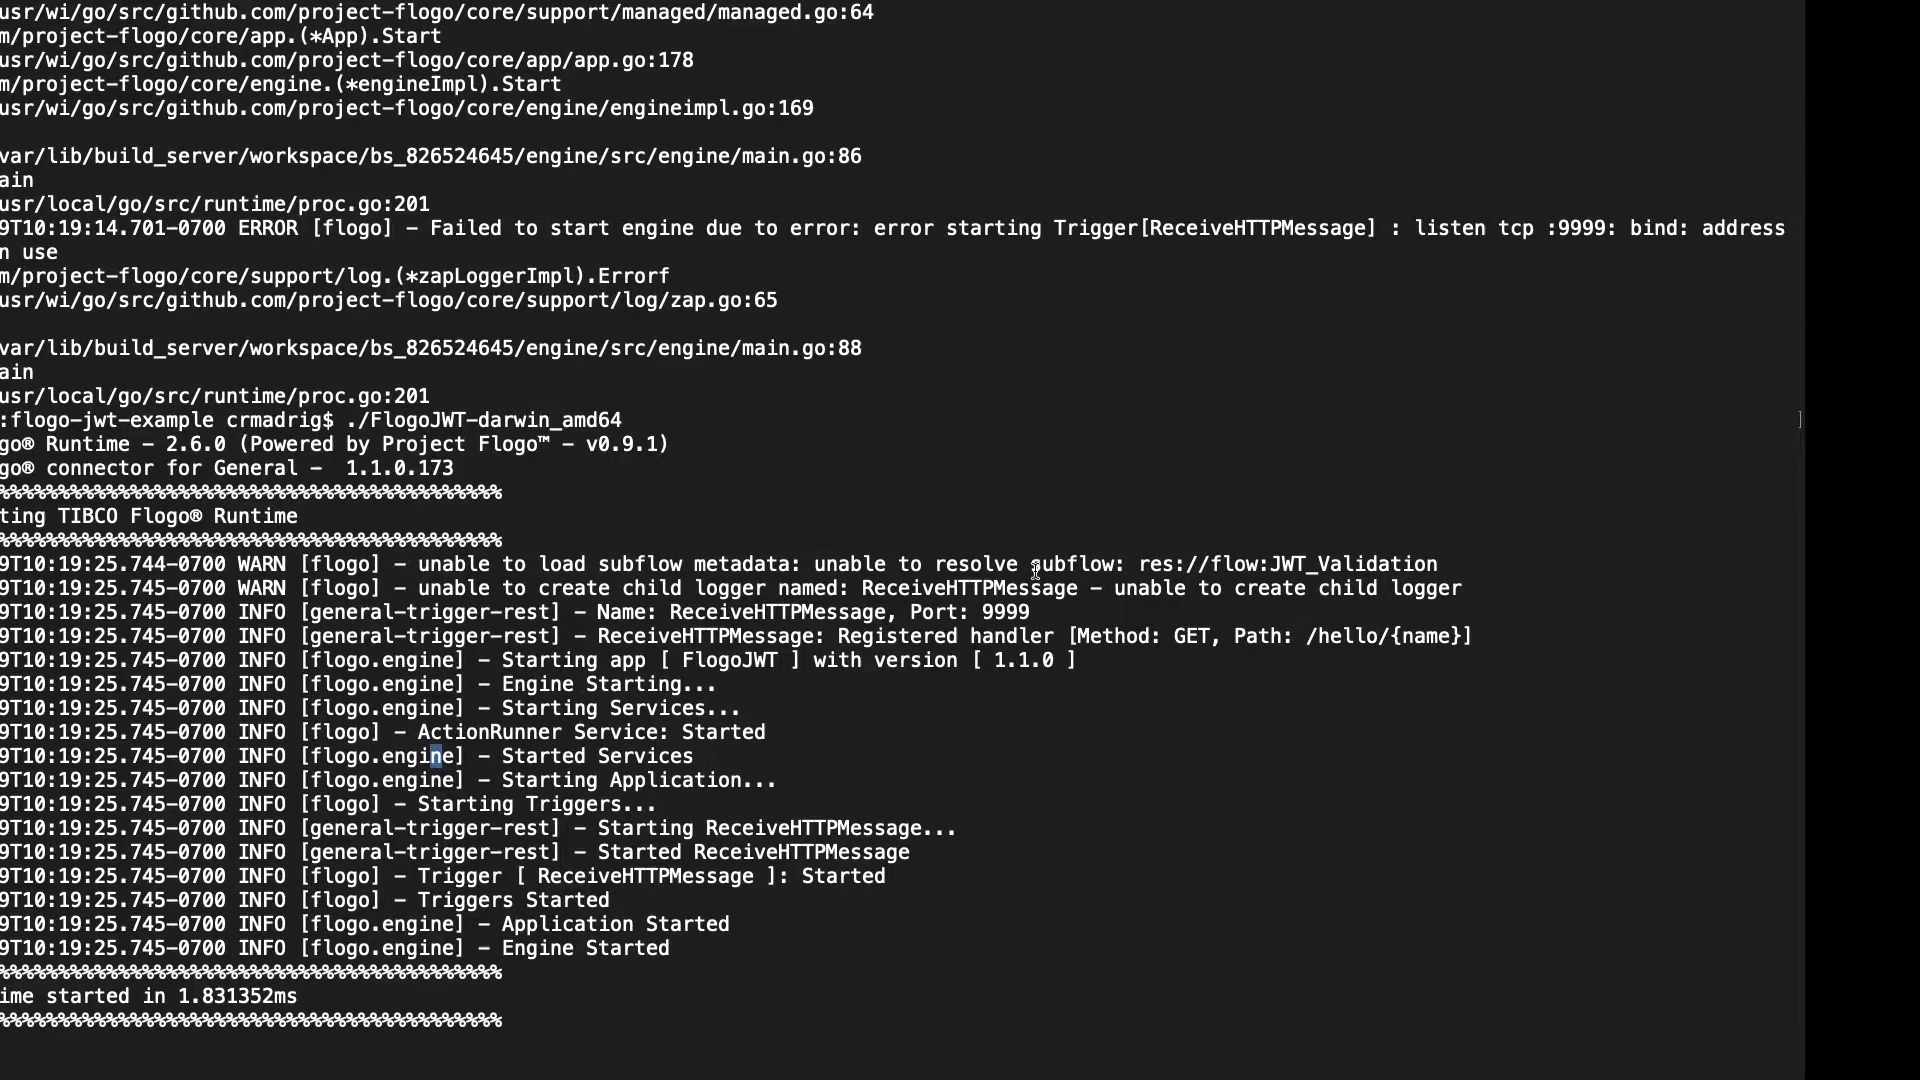 usr/wi/go/src/github.com/project-flogo/core/support/managed/managed.go:64
m/project-flogo/core/app.(*App).Start
usr/wi/go/src/github.com/project-flogo/core/app/app.go:178
m/project-flogo/core/engine.(*engineImpl).Start
usr/wi/go/src/github.com/project-flogo/core/engine/engineimpl.go:169
var/lib/build_server/workspace/bs_826524645/engine/src/engine/main.go:86
ain
usr/local/go/src/runtime/proc.go:201
9T10:19:14.701-0700 ERROR [flogo] - Failed to start engine due to error: error starting Trigger[ReceiveHTTPMessage] : listen tcp :9999: bind: address
n use
m/project-flogo/core/support/log.(*zapLoggerImpl).Errorf
usr/wi/go/src/github.com/project-flogo/core/support/log/zap.go:65
var/lib/build_server/workspace/bs_826524645/engine/src/engine/main.go:88
ain
usr/local/go/src/runtime/proc.go:201
:flogo-jwt-example crmadrig$ ./FlogoJWT-darwin_amd64
go® Runtime - 2.6.0 (Powered by Project Flogo™ - v0.9.1)
go® connector for General -  1.1.0.173
%%%%%%%%%%%%%%%%%%%%%%%%%%%%%%%%%%%%%%%%%%
ting TIBCO Flogo® Runtime
%%%%%%%%%%%%%%%%%%%%%%%%%%%%%%%%%%%%%%%%%%
9T10:19:25.744-0700 WARN [flogo] - unable to load subflow metadata: unable to resolve subflow: res://flow:JWT_Validation
9T10:19:25.745-0700 WARN [flogo] - unable to create child logger named: ReceiveHTTPMessage - unable to create child logger
9T10:19:25.745-0700 INFO [general-trigger-rest] - Name: ReceiveHTTPMessage, Port: 9999
9T10:19:25.745-0700 INFO [general-trigger-rest] - ReceiveHTTPMessage: Registered handler [Method: GET, Path: /hello/{name}]
9T10:19:25.745-0700 INFO [flogo.engine] - Starting app [ FlogoJWT ] with version [ 1.1.0 ]
9T10:19:25.745-0700 INFO [flogo.engine] - Engine Starting...
9T10:19:25.745-0700 INFO [flogo.engine] - Starting Services...
9T10:19:25.745-0700 INFO [flogo] - ActionRunner Service: Started
9T10:19:25.745-0700 INFO [flogo.engine] - Started Services
9T10:19:25.745-0700 INFO [flogo.engine] - Starting Application...
9T10:19:25.745-0700 INFO [flogo] - Starting Triggers...
9T10:19:25.745-0700 INFO [general-trigger-rest] - Starting ReceiveHTTPMessage...
9T10:19:25.745-0700 INFO [general-trigger-rest] - Started ReceiveHTTPMessage
9T10:19:25.745-0700 INFO [flogo] - Trigger [ ReceiveHTTPMessage ]: Started
9T10:19:25.745-0700 INFO [flogo] - Triggers Started
9T10:19:25.745-0700 INFO [flogo.engine] - Application Started
9T10:19:25.745-0700 INFO [flogo.engine] - Engine Started
%%%%%%%%%%%%%%%%%%%%%%%%%%%%%%%%%%%%%%%%%%
ime started in 1.831352ms
%%%%%%%%%%%%%%%%%%%%%%%%%%%%%%%%%%%%%%%%%%